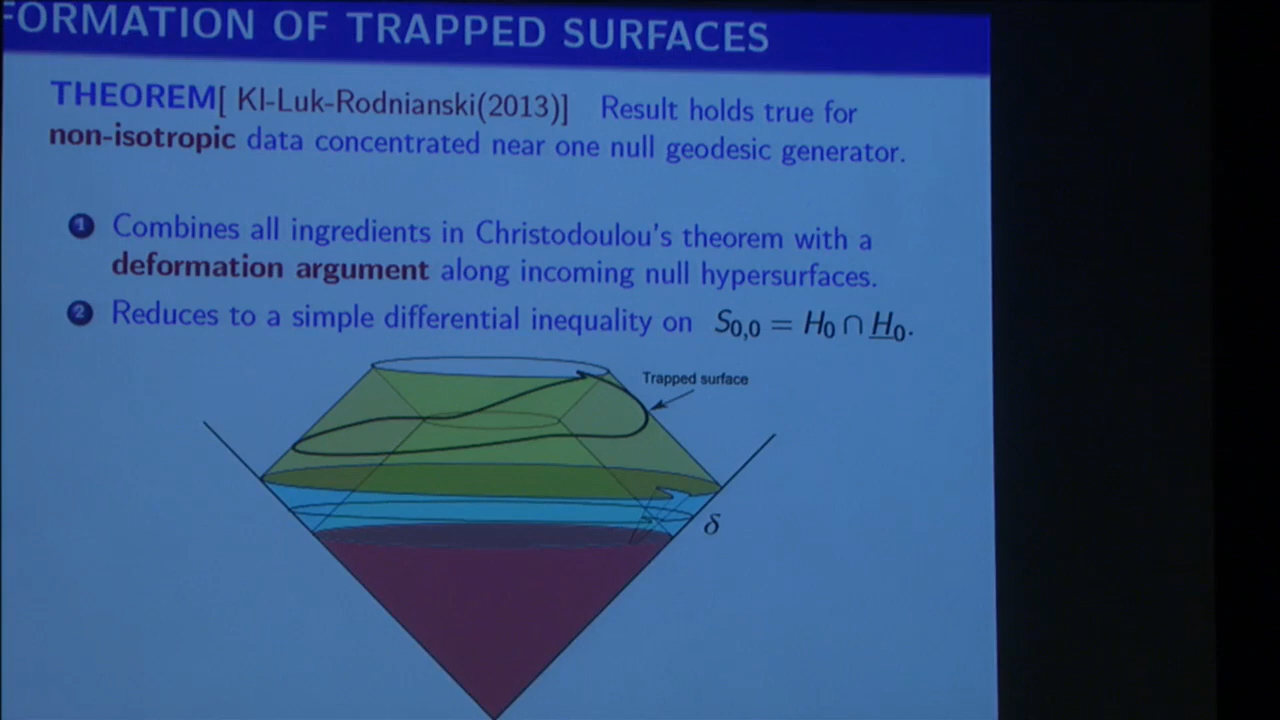 FORMATION OF TRAPPED SURFACES
THEOREM[ Kl-Luk-Rodnianski(2013)] Result holds true for
non-isotropic data concentrated near one null geodesic generator.
1 Combines all ingredients in Christodoulou's theorem with a
deformation argument along incoming null hypersurfaces.
2 Reduces to a simple differential inequality on S₀,₀ = H₀ ∩ H̲₀.
Trapped surface
δ